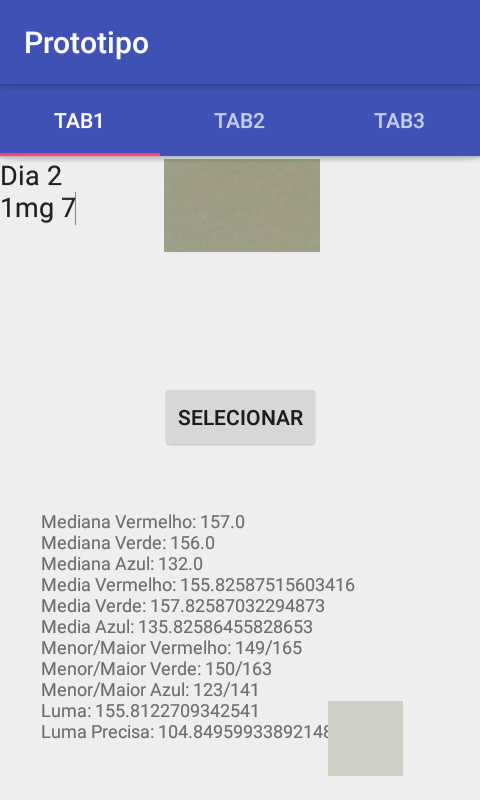 Prototipo
TAB1 TAB2 TAB3
Dia 2
1mg 7
SELECIONAR
Mediana Vermelho: 157.0
Mediana Verde: 156.0
Mediana Azul: 132.0
Media Vermelho: 155.82587515603416
Media Verde: 157.82587032294873
Media Azul: 135.82586455828653
Menor/Maior Vermelho: 149/165
Menor/Maior Verde: 150/163
Menor/Maior Azul: 123/141
Luma: 155.8122709342541
Luma Precisa: 104.84959933892148